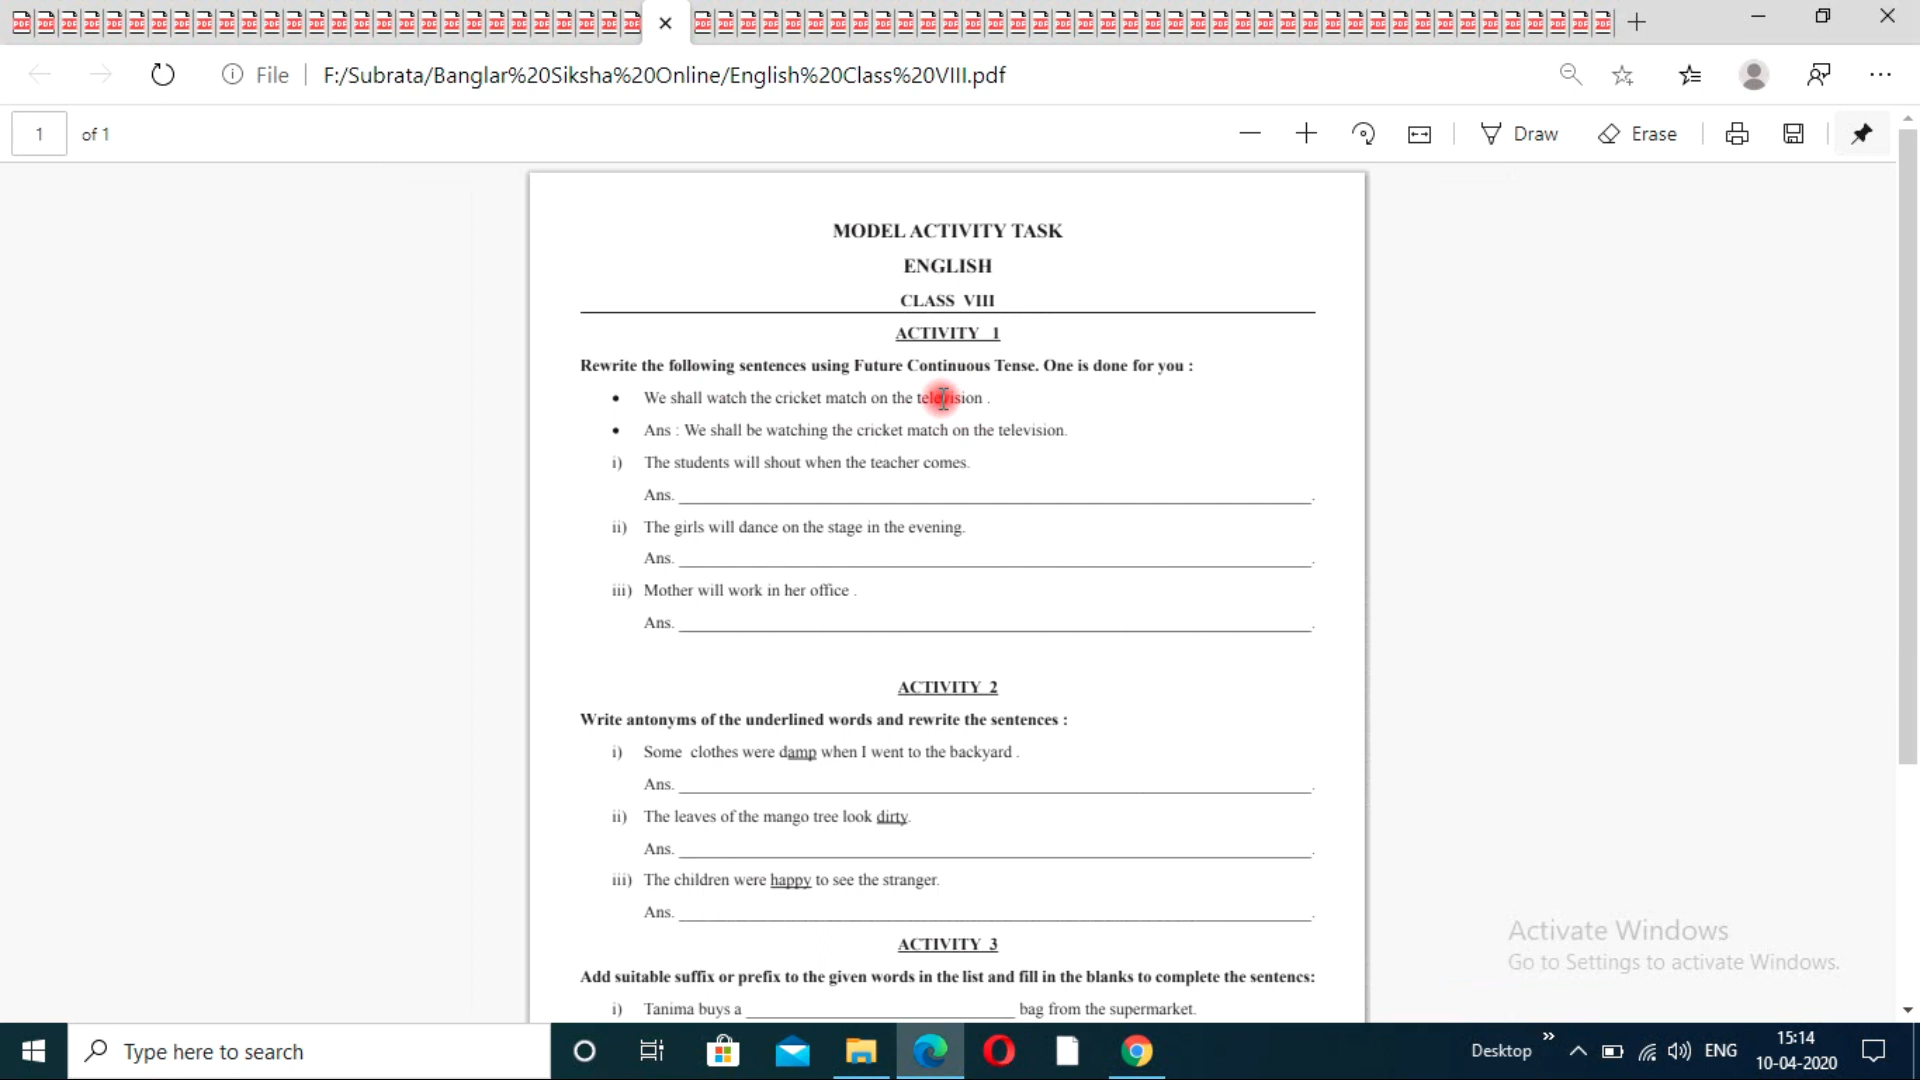 File F:/Subrata/Banglar%20Siksha%20Online/English%20Class%20VIII.pdf
1 of 1
Draw Erase
MODEL ACTIVITY TASK
ENGLISH
CLASS VIII
ACTIVITY 1
Rewrite the following sentences using Future Continuous Tense. One is done for you :
• We shall watch the cricket match on the television .
• Ans : We shall be watching the cricket match on the television.
i) The students will shout when the teacher comes.
Ans. ______.
ii) The girls will dance on the stage in the evening.
Ans. ______.
iii) Mother will work in her office .
Ans. ______.
ACTIVITY 2
Write antonyms of the underlined words and rewrite the sentences :
i) Some clothes were damp when I went to the backyard .
Ans. ______.
ii) The leaves of the mango tree look dirty.
Ans. ______.
iii) The children were happy to see the stranger.
Ans. ______.
ACTIVITY 3
Add suitable suffix or prefix to the given words in the list and fill in the blanks to complete the sentencs:
i) Tanima buys a ______ bag from the supermarket.
Activate Windows
Go to Settings to activate Windows.
Type here to search
Desktop
ENG
15:14
10-04-2020